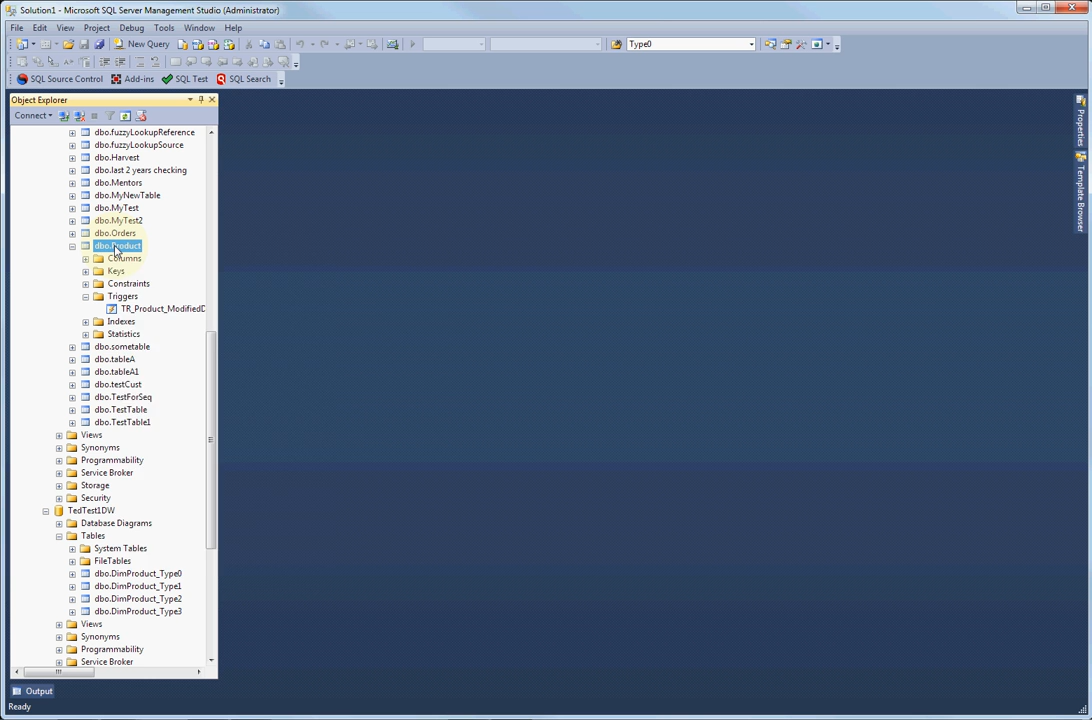 Solution1 - Microsoft SQL Server Management Studio (Administrator)
File Edit View Project Debug Tools Window Help
New Query Type0
SQL Source Control Add-ins SQL Test SQL Search
Object Explorer
Connect
dbo.fuzzyLookupReference
dbo.fuzzyLookupSource
dbo.Harvest
dbo.last 2 years checking
dbo.Mentors
dbo.MyNewTable
dbo.MyTest
dbo.MyTest2
dbo.Orders
dbo.Product
Columns
Keys
Constraints
Triggers
TR_Product_ModifiedD
Indexes
Statistics
dbo.sometable
dbo.tableA
dbo.tableA1
dbo.testCust
dbo.TestForSeq
dbo.TestTable
dbo.TestTable1
Views
Synonyms
Programmability
Service Broker
Storage
Security
TedTest1DW
Database Diagrams
Tables
System Tables
FileTables
dbo.DimProduct_Type0
dbo.DimProduct_Type1
dbo.DimProduct_Type2
dbo.DimProduct_Type3
Views
Synonyms
Programmability
Service Broker
Output
Ready
Properties
Template Browser